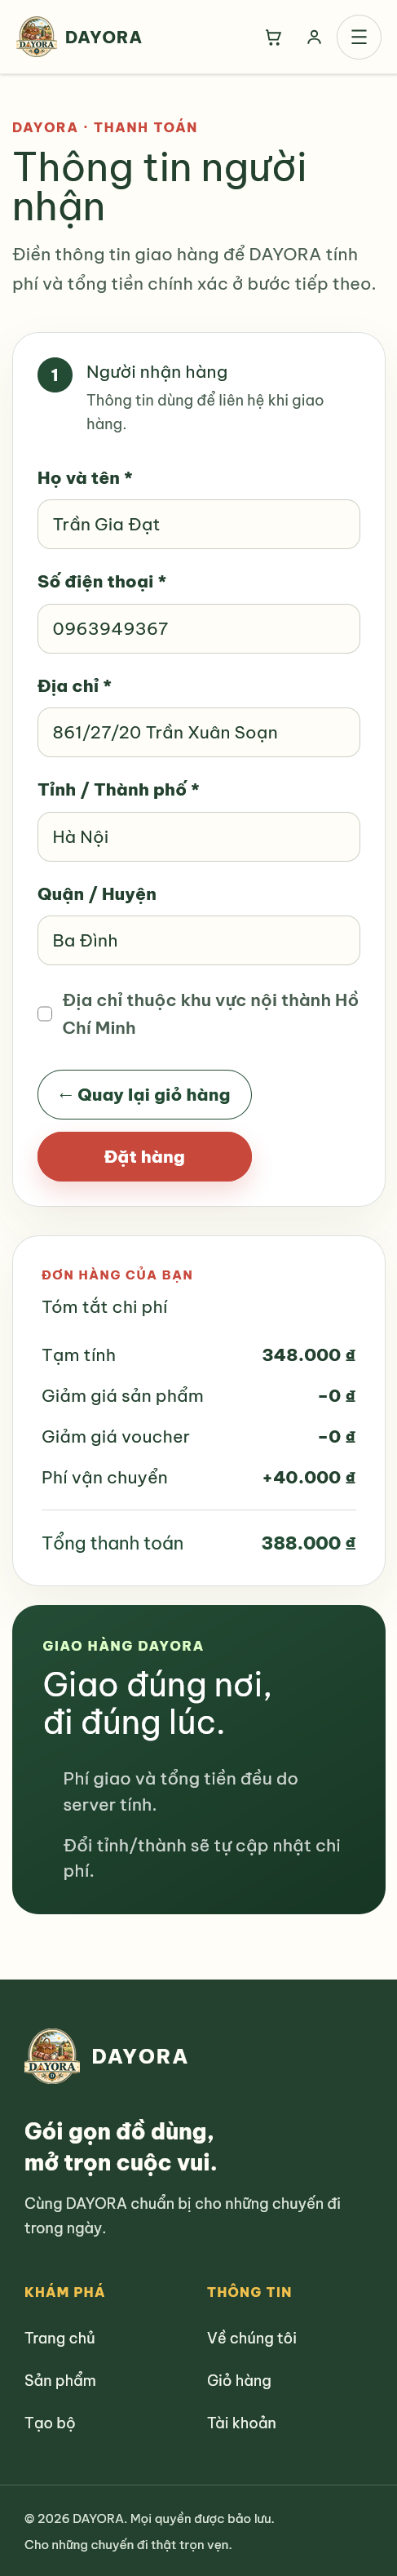 DAYORA
DAYORA
DAYORA · THANH TOÁN
Thông tin người
nhận
Điền thông tin giao hàng để DAYORA tính
phí và tổng tiền chính xác ở bước tiếp theo.
1
Người nhận hàng
Thông tin dùng để liên hệ khi giao
hàng.
Họ và tên *
Trần Gia Đạt
Số điện thoại *
0963949367
Địa chỉ *
861/27/20 Trần Xuân Soạn
Tỉnh / Thành phố *
Hà Nội
Quận / Huyện
Ba Đình
Địa chỉ thuộc khu vực nội thành Hồ
Chí Minh
← Quay lại giỏ hàng
Đặt hàng
ĐƠN HÀNG CỦA BẠN
Tóm tắt chi phí
Tạm tính 348.000 ₫
Giảm giá sản phẩm −0 ₫
Giảm giá voucher −0 ₫
Phí vận chuyển +40.000 ₫
Tổng thanh toán 388.000 ₫
GIAO HÀNG DAYORA
Giao đúng nơi,
đi đúng lúc.
Phí giao và tổng tiền đều do
server tính.
Đổi tỉnh/thành sẽ tự cập nhật chi
phí.
DAYORA
DAYORA
Gói gọn đồ dùng,
mở trọn cuộc vui.
Cùng DAYORA chuẩn bị cho những chuyến đi
trong ngày.
KHÁM PHÁ
Trang chủ
Sản phẩm
Tạo bộ
THÔNG TIN
Về chúng tôi
Giỏ hàng
Tài khoản
© 2026 DAYORA. Mọi quyền được bảo lưu.
Cho những chuyến đi thật trọn vẹn.